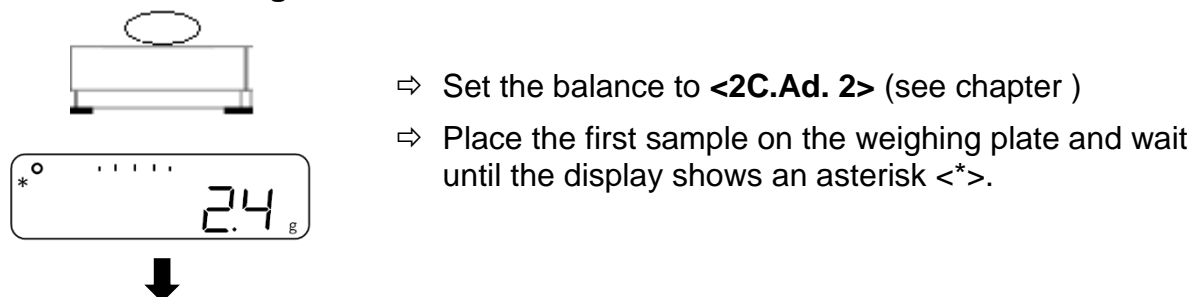 ⇨ Set the balance to <2C.Ad. 2> (see chapter )
⇨ Place the first sample on the weighing plate and wait
until the display shows an asterisk <*>.
* 2.4 g